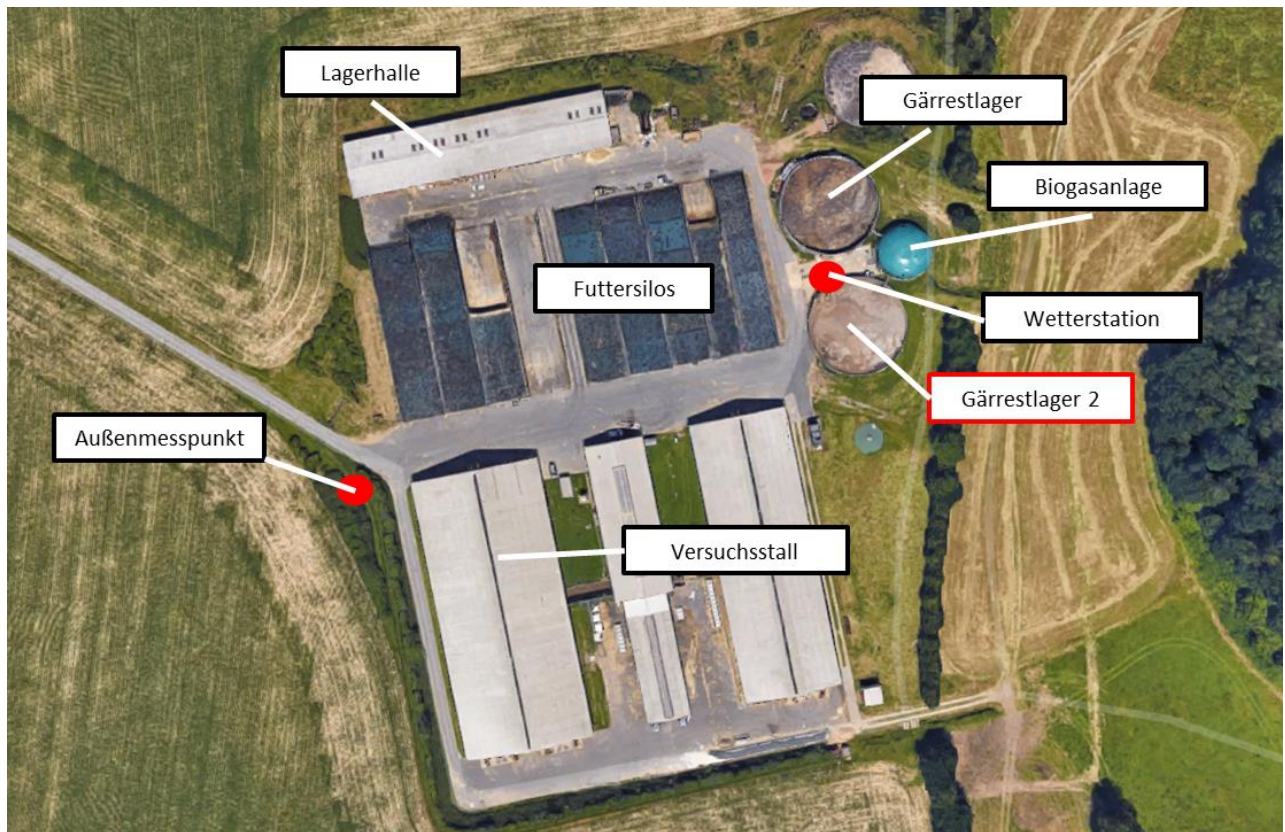 Lagerhalle
Gärrestlager
Biogasanlage
Futtersilos
Wetterstation
Gärrestlager 2
Außenmesspunkt
Versuchsstall